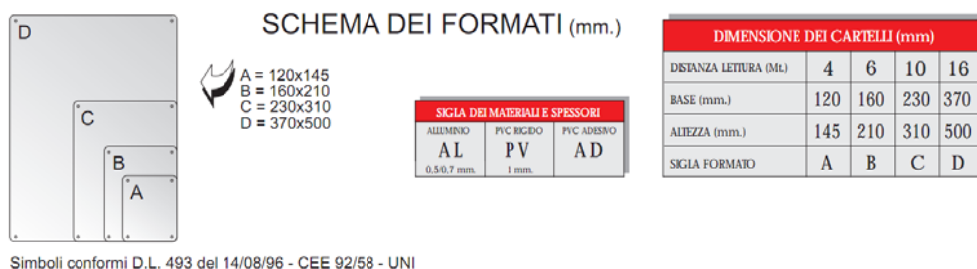 SCHEMA DEI FORMATI (mm.)
D
C
B
A
A = 120x145
B = 160x210
C = 230x310
D = 370x500
SIGLA DEI MATERIALI E SPESSORI
ALLUMINIO PVC RIGIDO PVC ADESIVO
AL PV AD
0,5/0,7 mm. 1 mm.
DIMENSIONE DEI CARTELLI (mm)
DISTANZA LETTURA (Mt.) 4 6 10 16
BASE (mm.) 120 160 230 370
ALTEZZA (mm.) 145 210 310 500
SIGLA FORMATO A B C D
Simboli conformi D.L. 493 del 14/08/96 - CEE 92/58 - UNI